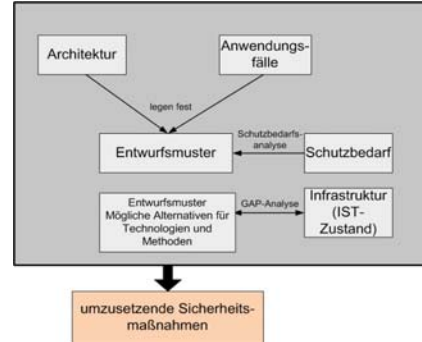 Architektur
Anwendungs-
fälle
legen fest
Entwurfsmuster
Schutzbedarfs-
analyse
Schutzbedarf
Entwurfsmuster
Mögliche Alternativen für
Technologien und
Methoden
GAP-Analyse
Infrastruktur
(IST-
Zustand)
umzusetzende Sicherheits-
maßnahmen